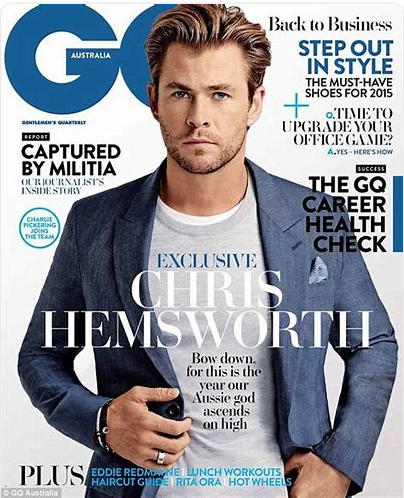 GQ
AUSTRALIA
GENTLEMEN'S QUARTERLY
Back to Business
STEP OUT
IN STYLE
THE MUST-HAVE
SHOES FOR 2015
+
Q.TIME TO
UPGRADE YOUR
OFFICE GAME?
A.YES - HERE'S HOW
REPORT
CAPTURED
BY MILITIA
OUR JOURNALIST'S
INSIDE STORY
CHARLIE
PICKERING
JOINS
THE TEAM
SUCCESS
THE GQ
CAREER
HEALTH
CHECK
EXCLUSIVE
CHRIS
HEMSWORTH
Bow down,
for this is the
year our
Aussie god
ascends
on high
PLUS EDDIE REDMAYNE | LUNCH WORKOUTS
HAIRCUT GUIDE | RITA ORA | HOT WHEELS
© GQ Australia